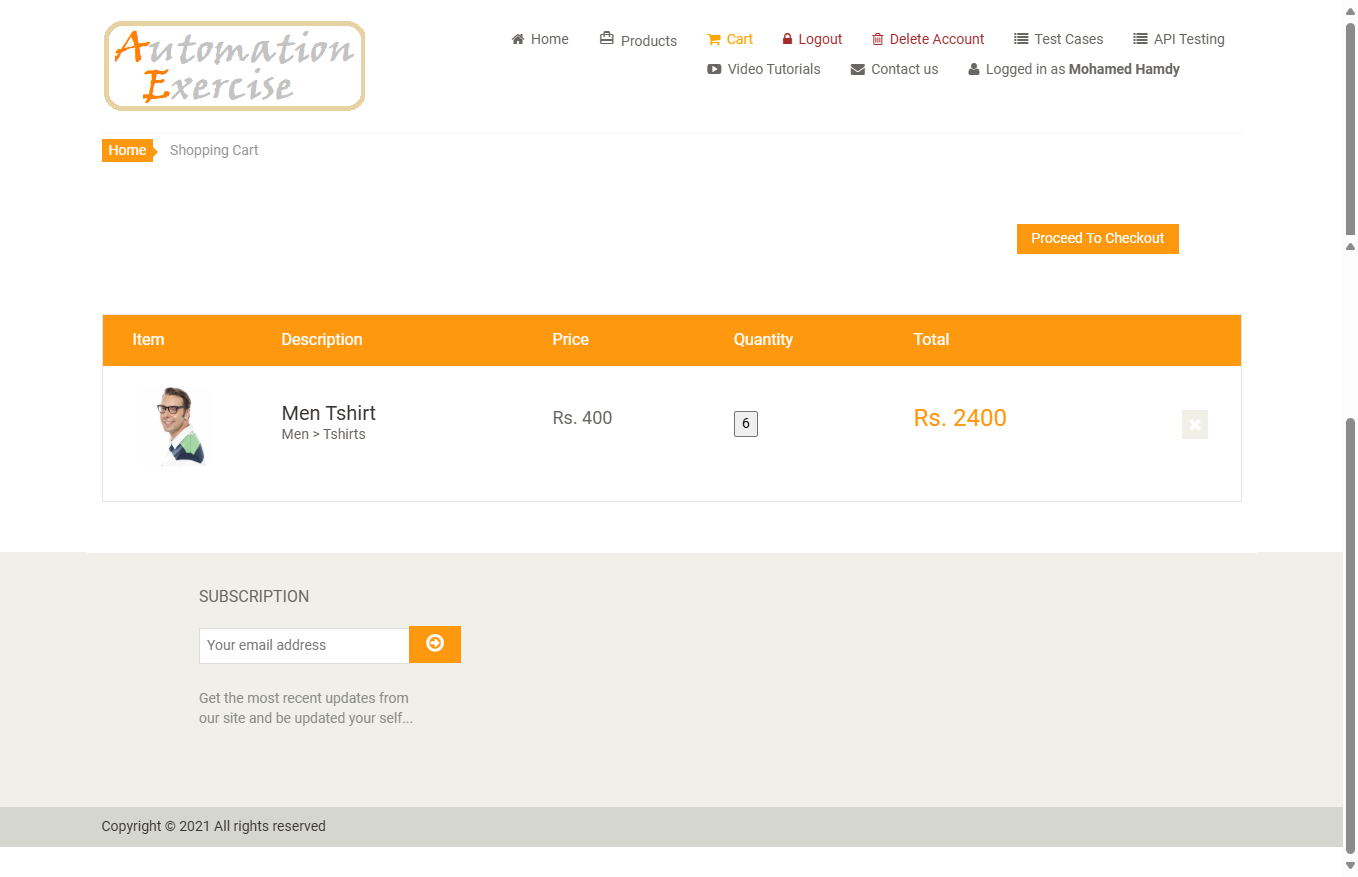 Automation
Exercise
Home Products Cart Logout Delete Account Test Cases API Testing
Video Tutorials Contact us Logged in as Mohamed Hamdy
Home Shopping Cart
Proceed To Checkout
Item Description Price Quantity Total
Men Tshirt Rs. 400 6 Rs. 2400
Men > Tshirts
SUBSCRIPTION
Your email address
Get the most recent updates from
our site and be updated your self...
Copyright © 2021 All rights reserved